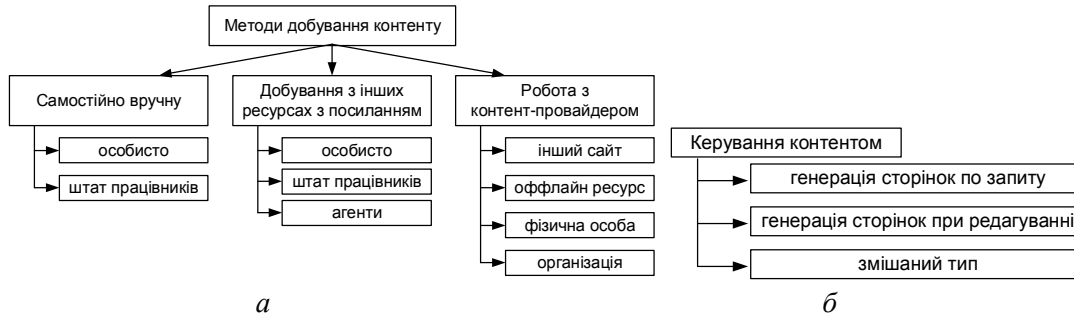 Методи добування контенту
Самостійно вручну
особисто
штат працівників
Добування з інших
ресурсах з посиланням
особисто
штат працівників
агенти
Робота з
контент-провайдером
інший сайт
оффлайн ресурс
фізична особа
організація
Керування контентом
генерація сторінок по запиту
генерація сторінок при редагуванні
змішаний тип
а
б